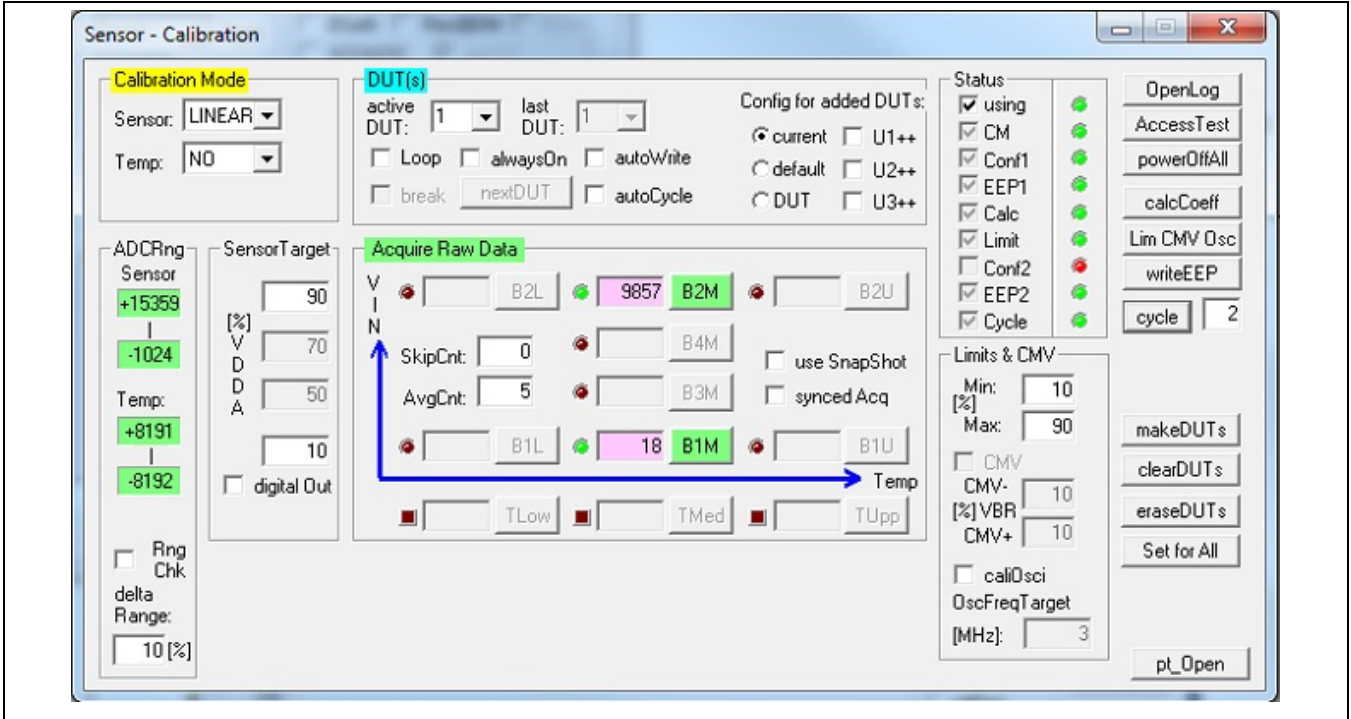 Sensor - Calibration
Calibration Mode
Sensor: LINEAR
Temp: NO
DUT(s)
active DUT: 1 last DUT: 1
Loop alwaysOn autoWrite
break nextDUT autoCycle
Config for added DUTs:
current U1++
default U2++
DUT U3++
Status
using
CM
Conf1
EEP1
Calc
Limit
Conf2
EEP2
Cycle
OpenLog
AccessTest
powerOffAll
calcCoeff
Lim CMV Osc
writeEEP
cycle 2
ADCRng
Sensor
+15359
|
-1024
Temp:
+8191
|
-8192
Rng
Chk
delta
Range:
10 [%]
SensorTarget
[%]
V
D
D
A
90
70
50
10
digital Out
Acquire Raw Data
V
I
N
B2L 9857 B2M B2U
SkipCnt: 0 B4M use SnapShot
AvgCnt: 5 B3M synced Acq
B1L 18 B1M B1U
Temp
TLow TMed TUpp
Limits & CMV
Min: 10
[%]
Max: 90
CMV
CMV- 10
[%]VBR
CMV+ 10
caliOsci
OscFreqTarget
[MHz]: 3
makeDUTs
clearDUTs
eraseDUTs
Set for All
pt_Open